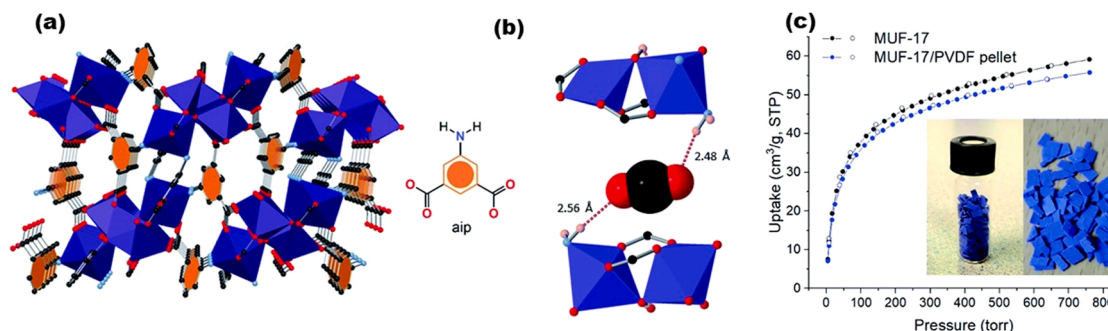 (a)
H
H
N
O
O
O
O
aip
(b)
2.48 Å
2.56 Å
(c)
MUF-17
MUF-17/PVDF pellet
Uptake (cm³/g, STP)
60
50
40
30
20
10
0
0
100
200
300
400
500
600
700
800
Pressure (torr)